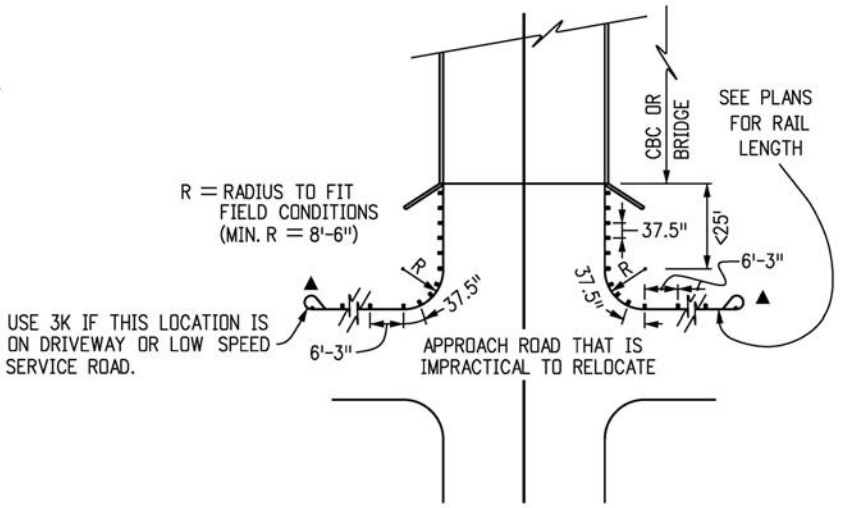 CBC OR
BRIDGE
SEE PLANS
FOR RAIL
LENGTH
R = RADIUS TO FIT
FIELD CONDITIONS
(MIN. R = 8'-6")
37.5"
<25'
6'-3"
R
R
37.5"
37.5"
USE 3K IF THIS LOCATION IS
ON DRIVEWAY OR LOW SPEED
SERVICE ROAD.
6'-3"
APPROACH ROAD THAT IS
IMPRACTICAL TO RELOCATE